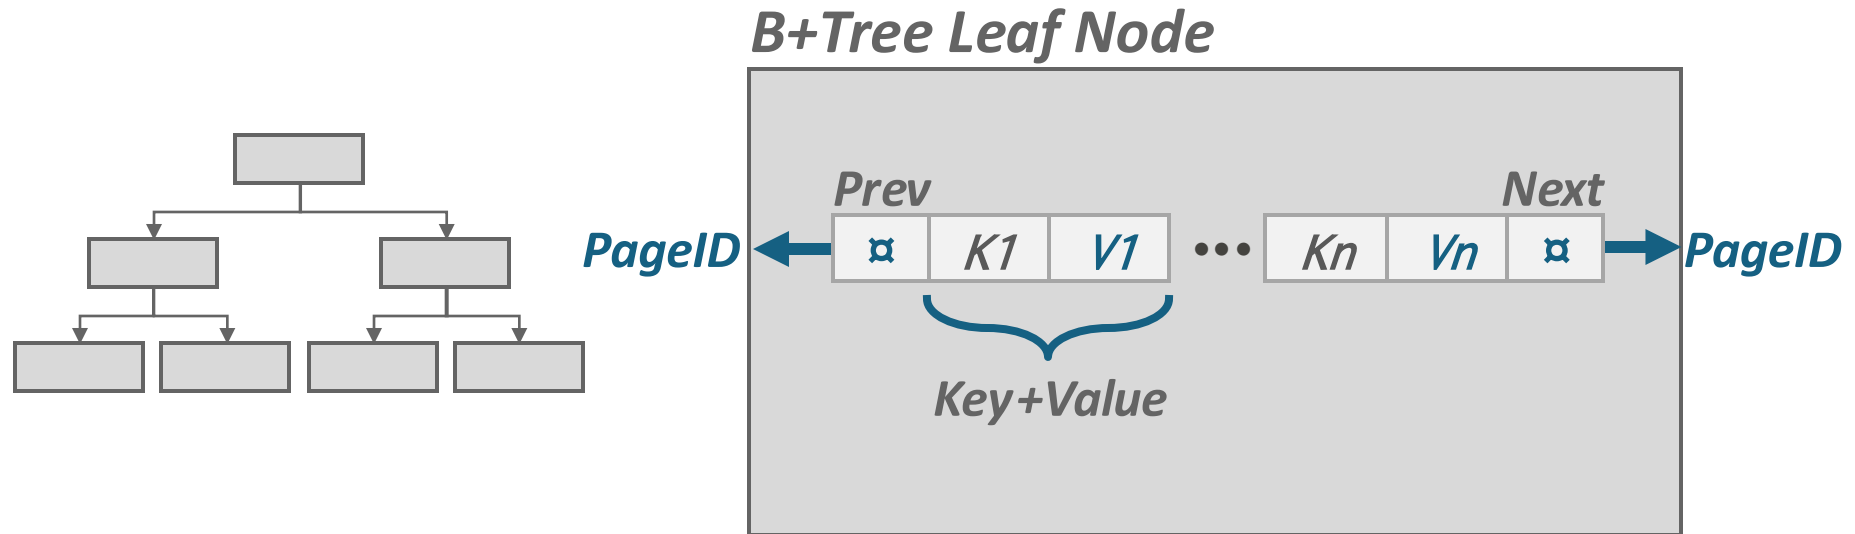 B+Tree Leaf Node
Prev Next
PageID ¤ K1 V1 ••• Kn Vn ¤ PageID
Key+Value